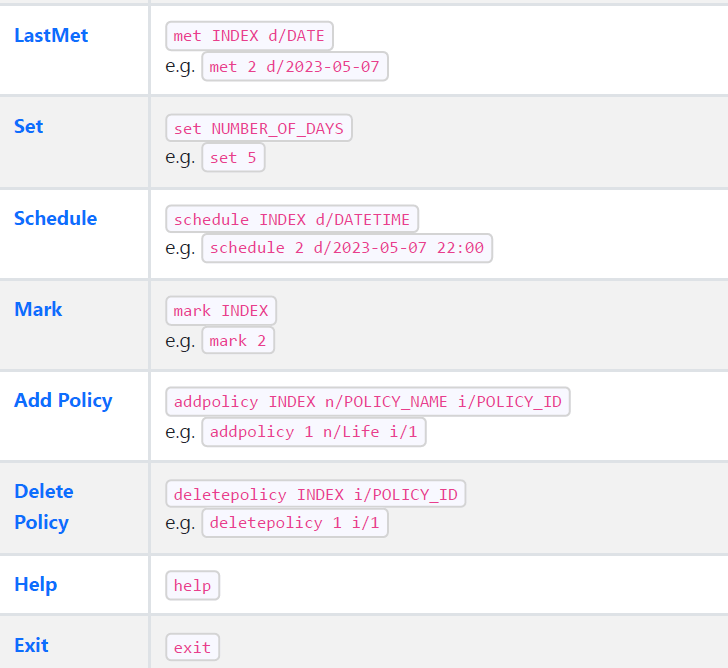 LastMet
met INDEX d/DATE
e.g. met 2 d/2023-05-07
Set
set NUMBER_OF_DAYS
e.g. set 5
Schedule
schedule INDEX d/DATETIME
e.g. schedule 2 d/2023-05-07 22:00
Mark
mark INDEX
e.g. mark 2
Add Policy
addpolicy INDEX n/POLICY_NAME i/POLICY_ID
e.g. addpolicy 1 n/Life i/1
Delete
Policy
deletepolicy INDEX i/POLICY_ID
e.g. deletepolicy 1 i/1
Help
help
Exit
exit